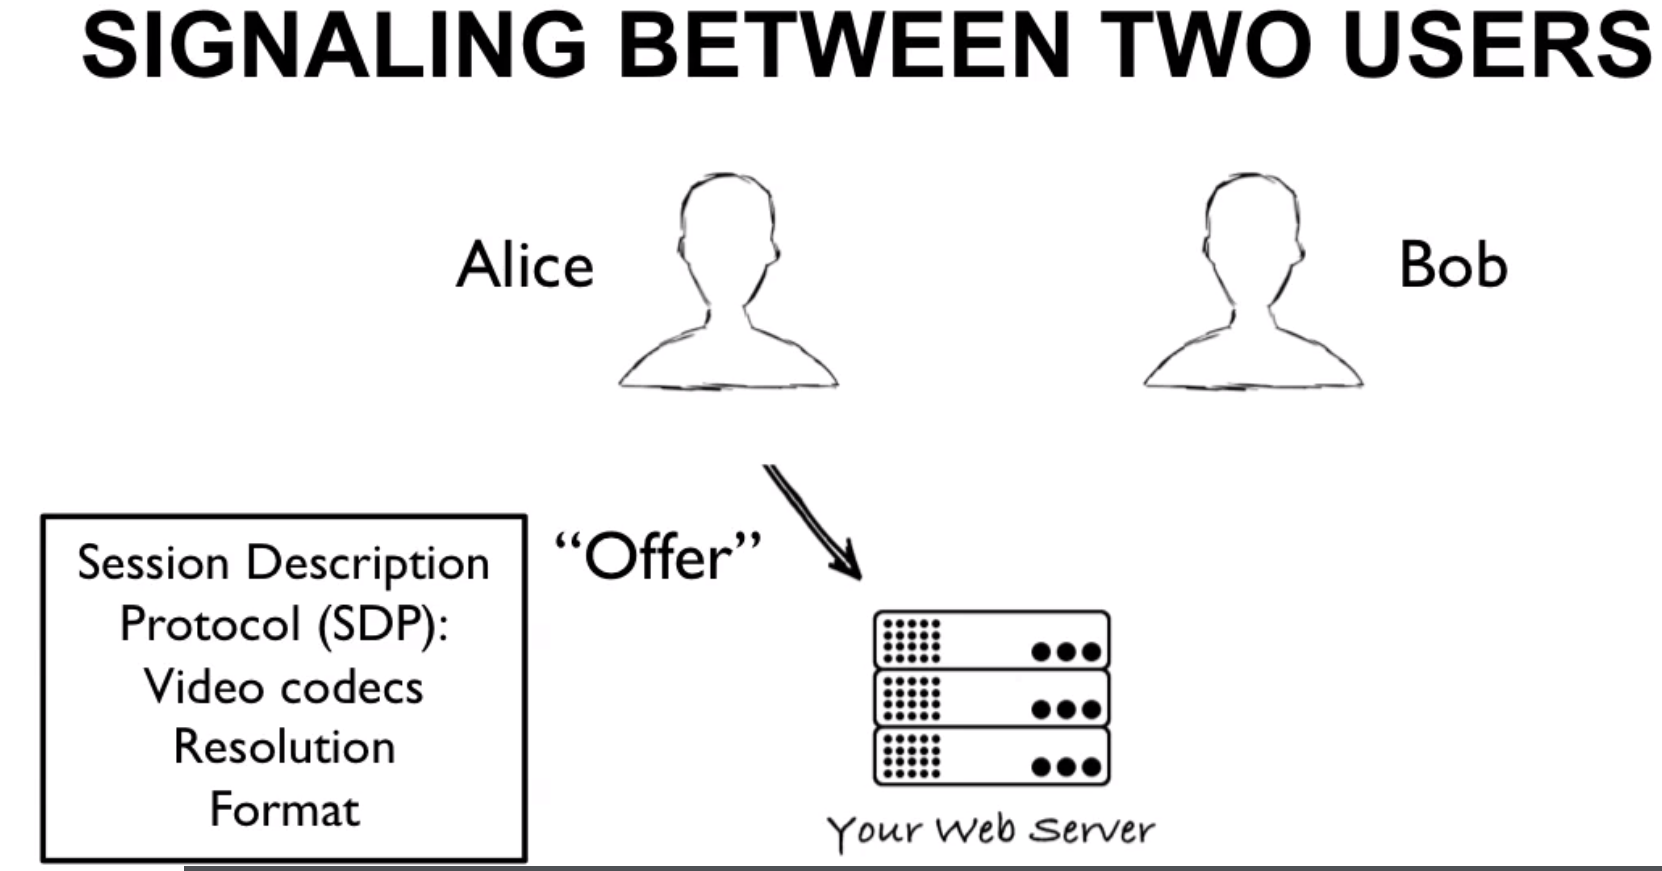 SIGNALING BETWEEN TWO USERS
Alice
Bob
“Offer”
Session Description
Protocol (SDP):
Video codecs
Resolution
Format
Your Web Server